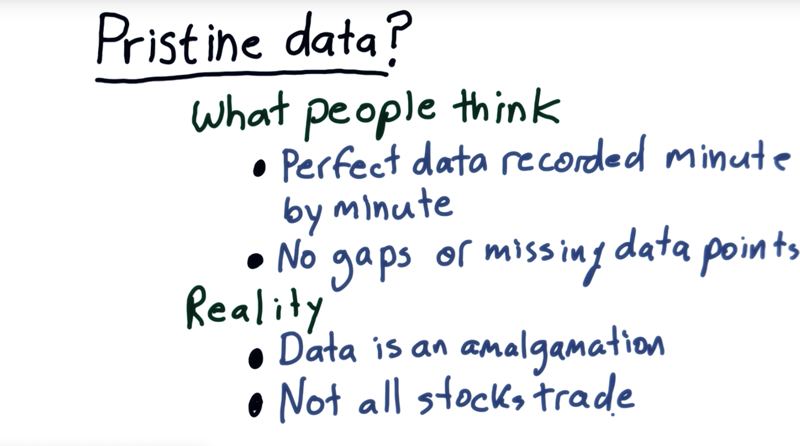 Pristine data?
What people think
• Perfect data recorded minute
by minute
• No gaps or missing data points
Reality
• Data is an amalgamation
• Not all stocks trade